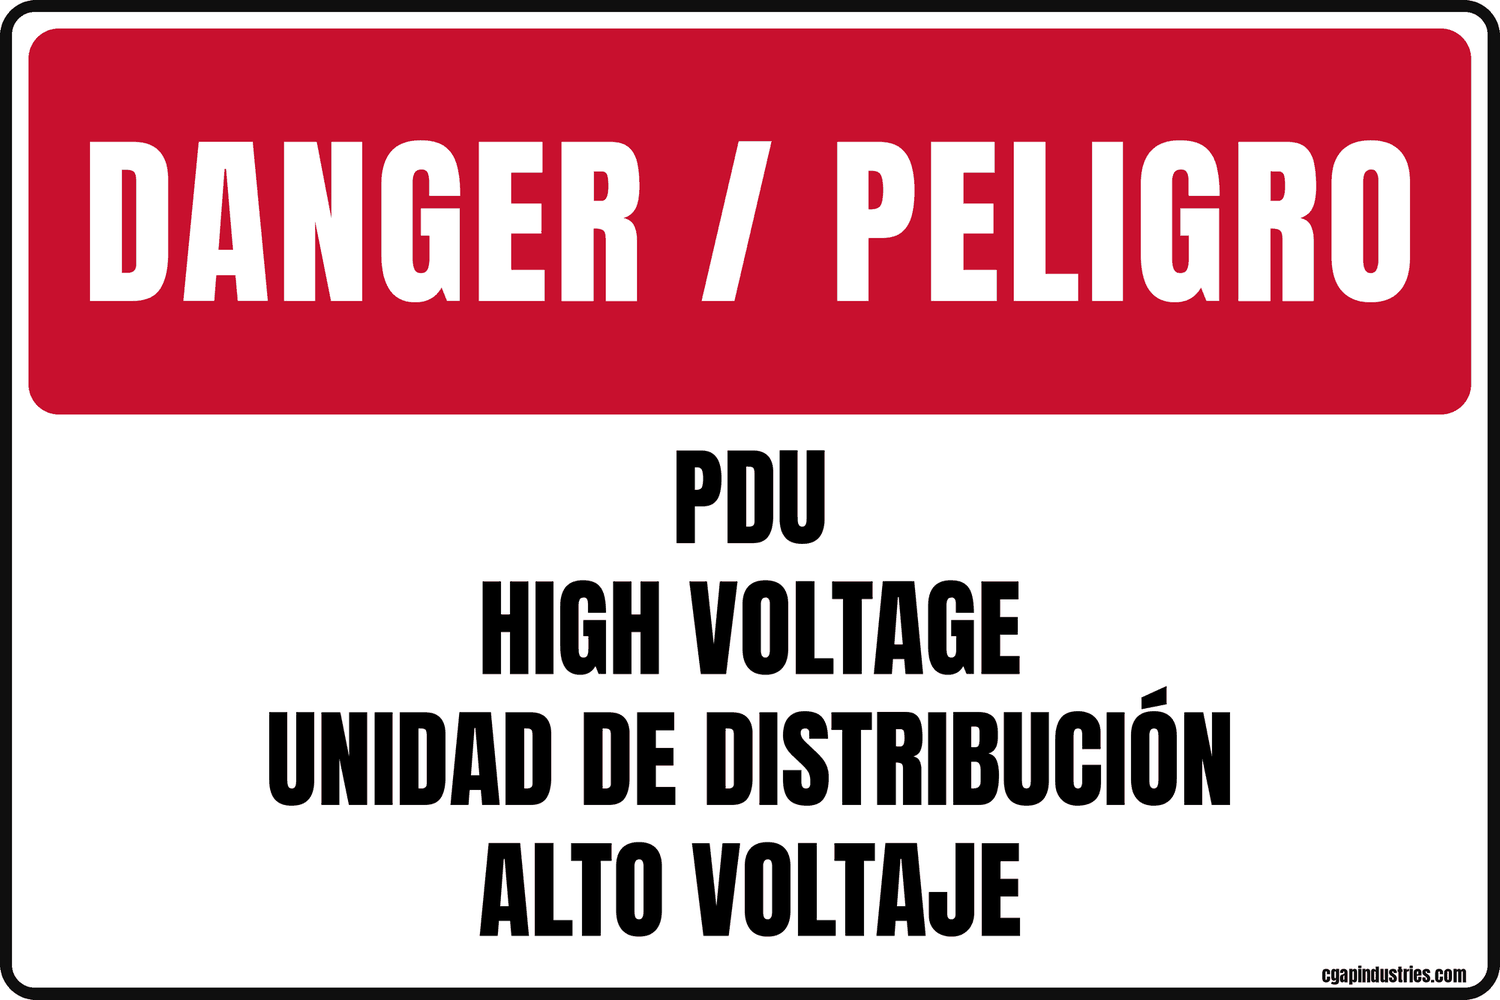 DANGER / PELIGRO
PDU
HIGH VOLTAGE
UNIDAD DE DISTRIBUCIÓN
ALTO VOLTAJE
cgapindustries.com